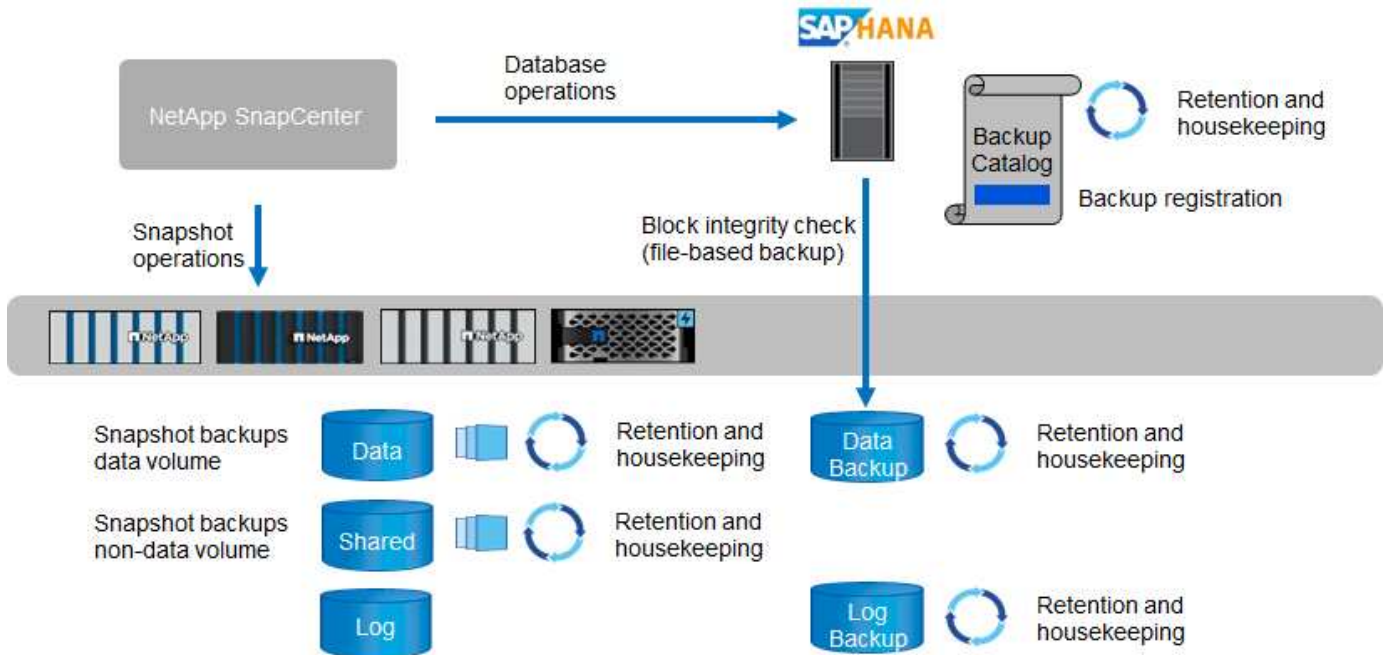 SAP HANA
NetApp SnapCenter
Database
operations
Backup
Catalog
Retention and
housekeeping
Backup registration
Snapshot
operations
Block integrity check
(file-based backup)
NetApp
NetApp
NetApp
Snapshot backups
data volume
Data
Retention and
housekeeping
Data
Backup
Retention and
housekeeping
Snapshot backups
non-data volume
Shared
Retention and
housekeeping
Log
Log
Backup
Retention and
housekeeping